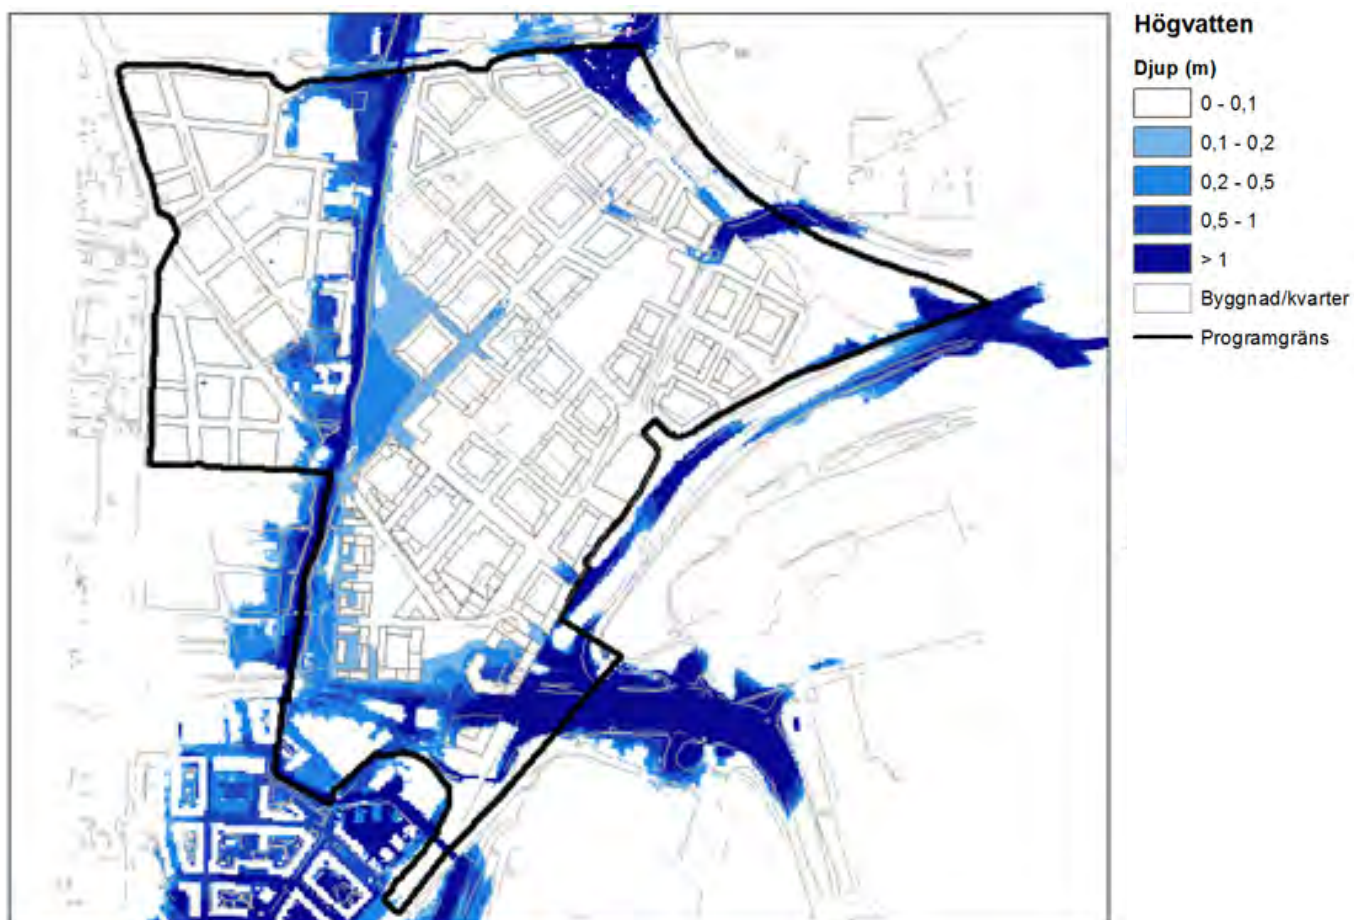 Högvatten
Djup (m)
0 - 0,1
0,1 - 0,2
0,2 - 0,5
0,5 - 1
> 1
Byggnad/kvarter
Programgräns